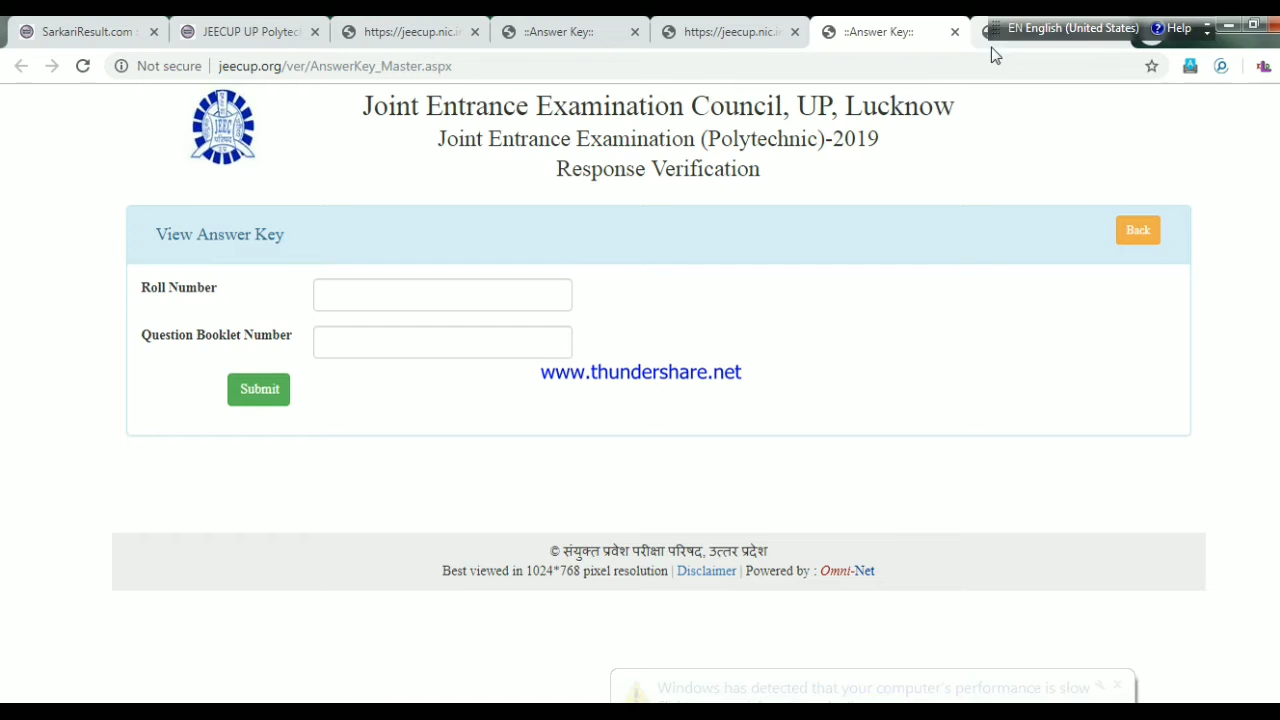 SarkariResult.com
JEECUP UP Polytec
https://jeecup.nic.
::Answer Key::
https://jeecup.nic.ir
::Answer Key::
EN English (United States)
Help
Not secure
jeecup.org/ver/AnswerKey_Master.aspx
JEEC
Joint Entrance Examination Council, UP, Lucknow
Joint Entrance Examination (Polytechnic)-2019
Response Verification
View Answer Key
Back
Roll Number
Question Booklet Number
www.thundershare.net
Submit
© संयुक्त प्रवेश परीक्षा परिषद, उत्तर प्रदेश
Best viewed in 1024*768 pixel resolution | Disclaimer | Powered by : Omni-Net
Windows has detected that your computer's performance is slow